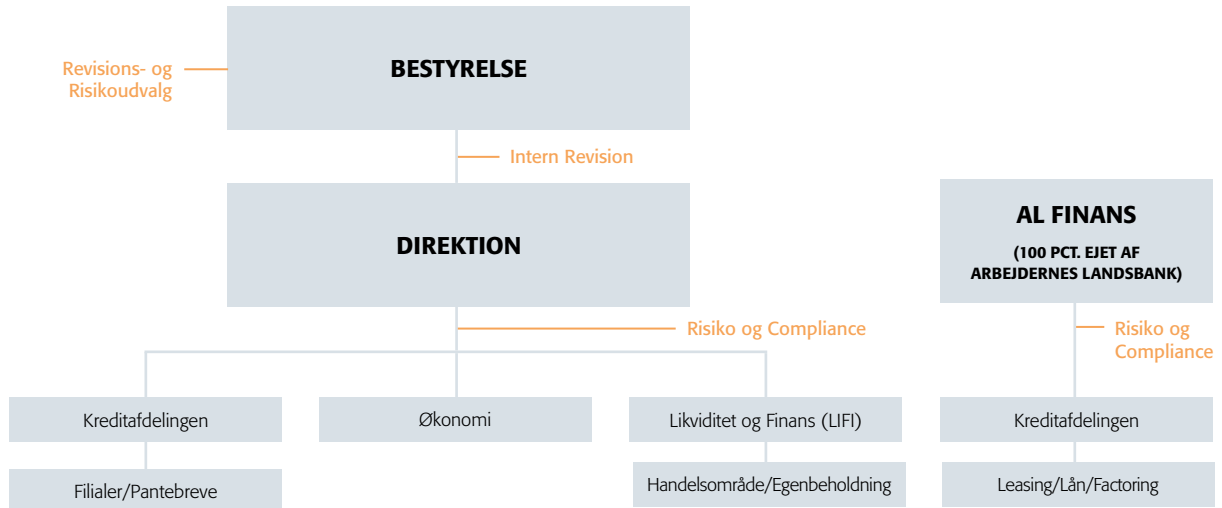 Revisions- og
Risikoudvalg
BESTYRELSE
Intern Revision
DIREKTION
AL FINANS
(100 PCT. EJET AF
ARBEJDERNES LANDSBANK)
Risiko og Compliance
Risiko og
Compliance
Kreditafdelingen
Økonomi
Likviditet og Finans (LIFI)
Kreditafdelingen
Filialer/Pantebreve
Handelsområde/Egenbeholdning
Leasing/Lån/Factoring